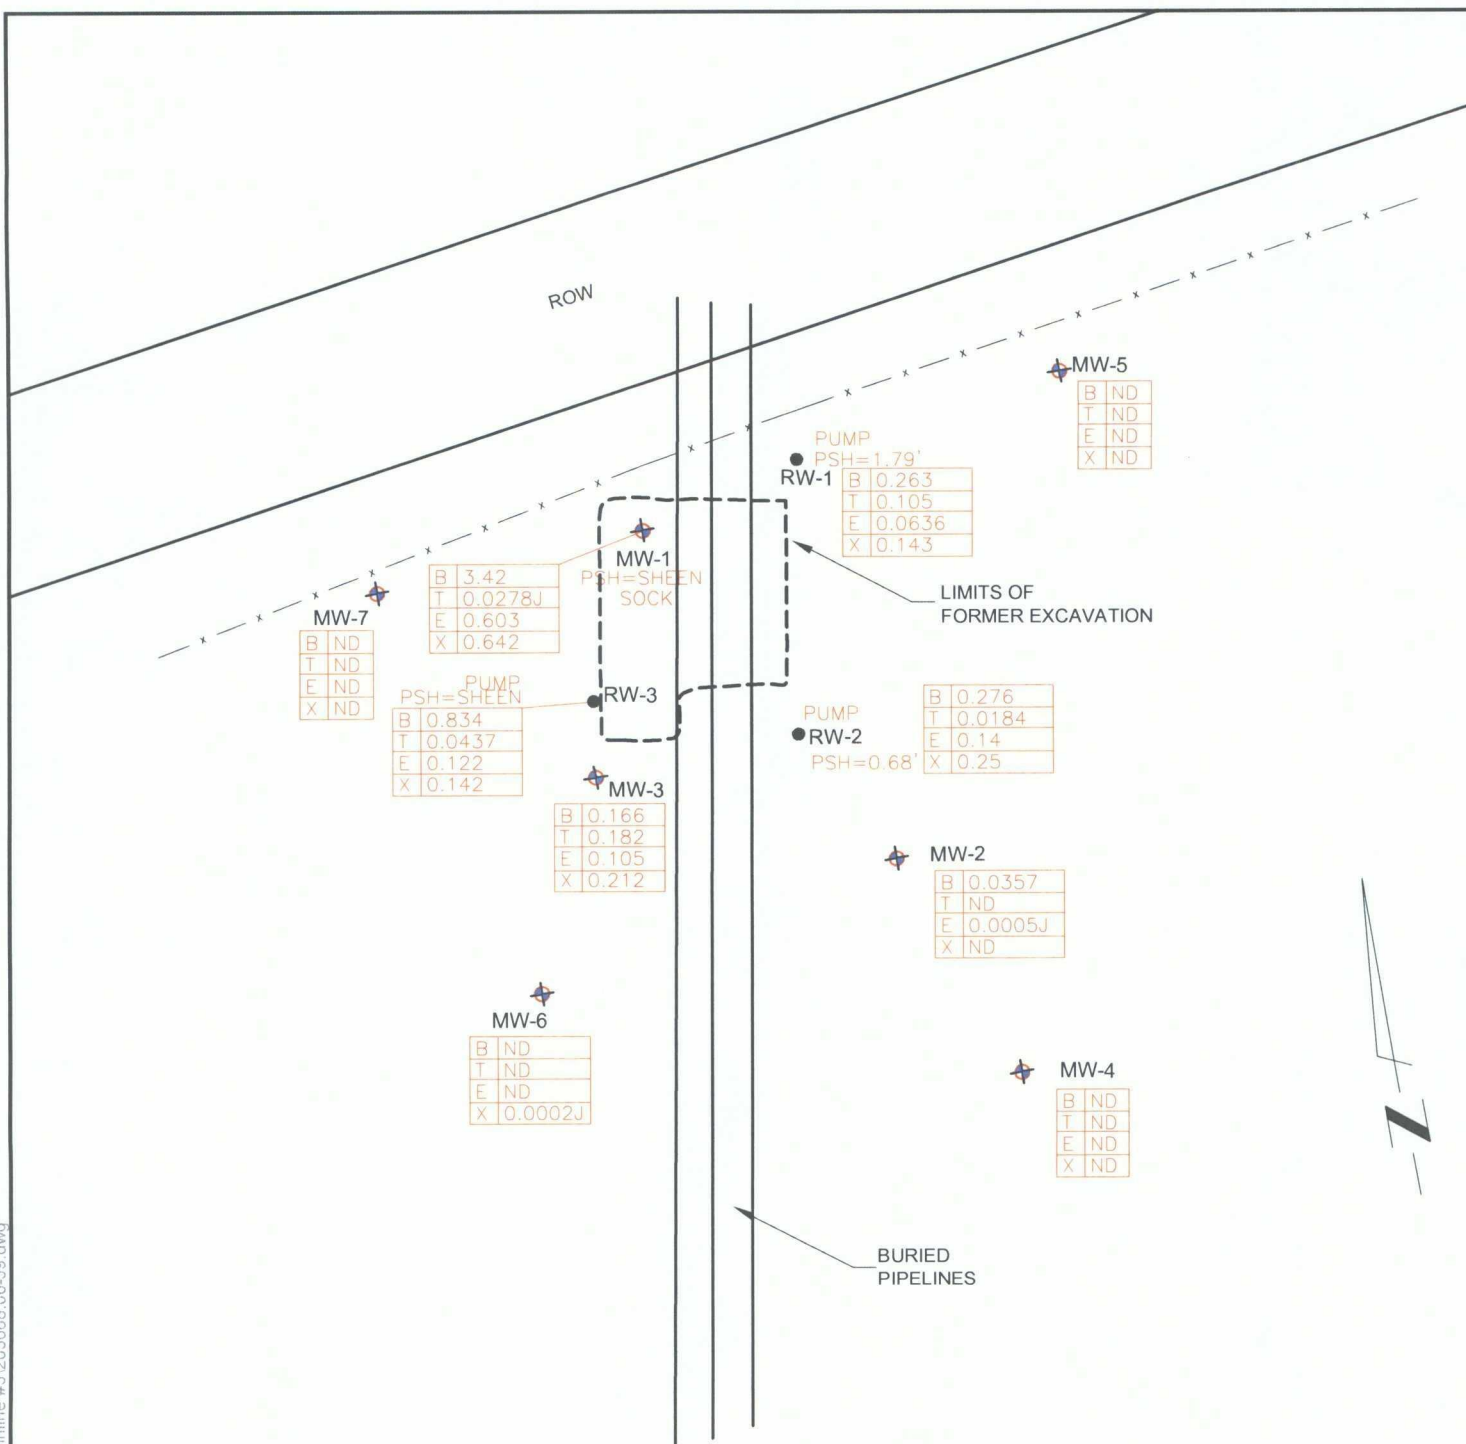 ROW
MW-5
B ND
T ND
E ND
X ND
PUMP
PSH=1.79'
RW-1
B 0.263
T 0.105
E 0.0636
X 0.143
MW-1
PSH=SHEEN
SOCK
B 3.42
T 0.0278J
E 0.603
X 0.642
LIMITS OF
FORMER EXCAVATION
MW-7
B ND
T ND
E ND
X ND
PUMP
PSH=SHEEN
RW-3
B 0.834
T 0.0437
E 0.122
X 0.142
PUMP
RW-2
PSH=0.68'
B 0.276
T 0.0184
E 0.14
X 0.25
MW-3
B 0.166
T 0.182
E 0.105
X 0.212
MW-2
B 0.0357
T ND
E 0.0005J
X ND
MW-6
B ND
T ND
E ND
X 0.0002J
MW-4
B ND
T ND
E ND
X ND
N
BURIED
PIPELINES